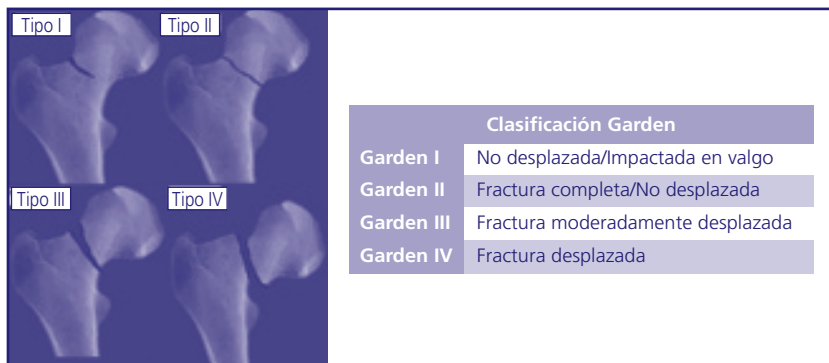 Tipo I
Tipo II
Tipo III
Tipo IV
Clasificación Garden
Garden I No desplazada/Impactada en valgo
Garden II Fractura completa/No desplazada
Garden III Fractura moderadamente desplazada
Garden IV Fractura desplazada